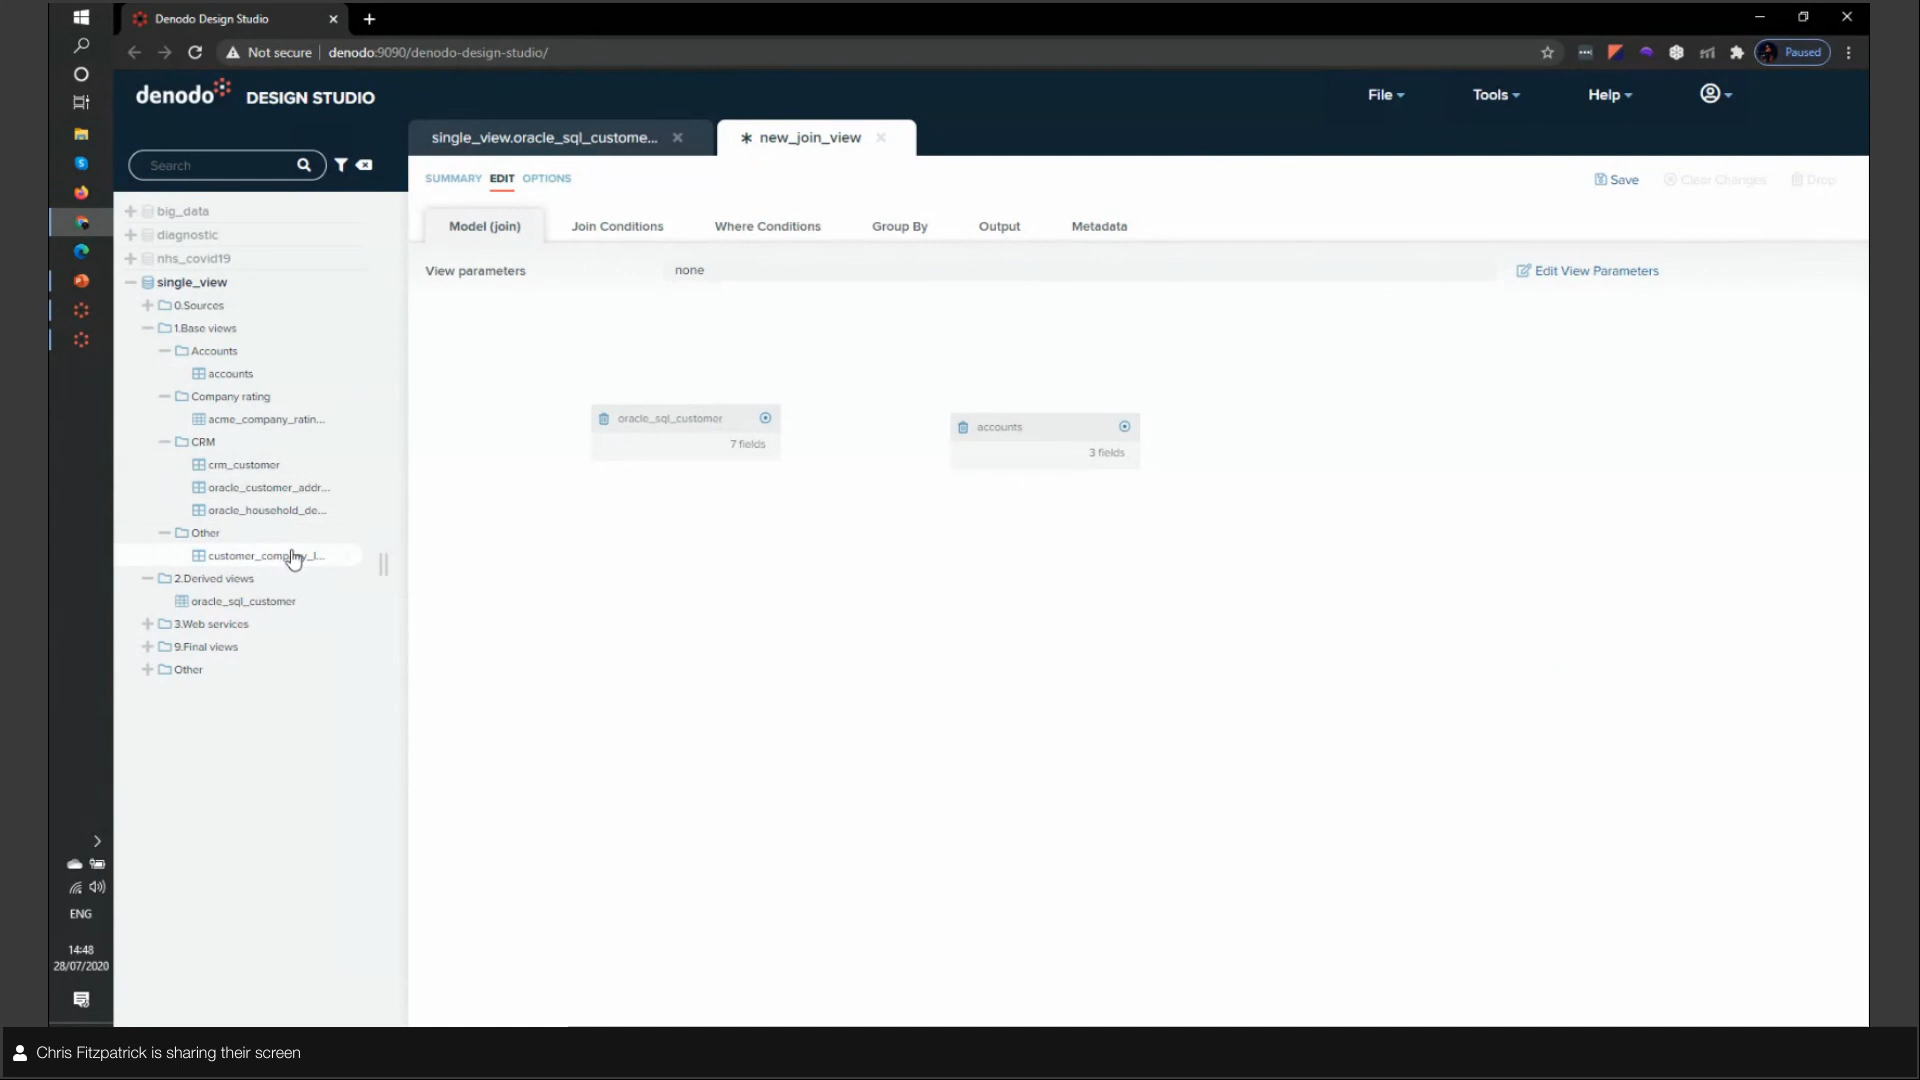 Denodo Design Studio
Not secure
denodo:9090/denodo-design-studio/
Paused
denodo DESIGN STUDIO
File
Tools
Help
single_view.oracle_sql_custome...
* new_join_view
Search
SUMMARY EDIT OPTIONS
Save
Clear Changes
Drop
Model (join)
Join Conditions
Where Conditions
Group By
Output
Metadata
View parameters
none
Edit View Parameters
big_data
diagnostic
nhs_covid19
single_view
0.Sources
1.Base views
Accounts
accounts
Company rating
acme_company_ratin...
CRM
crm_customer
oracle_customer_addr...
oracle_household_de...
Other
customer_company_l...
2.Derived views
oracle_sql_customer
3.Web services
9.Final views
Other
oracle_sql_customer
7 fields
accounts
3 fields
ENG
14:48
28/07/2020
Chris Fitzpatrick is sharing their screen